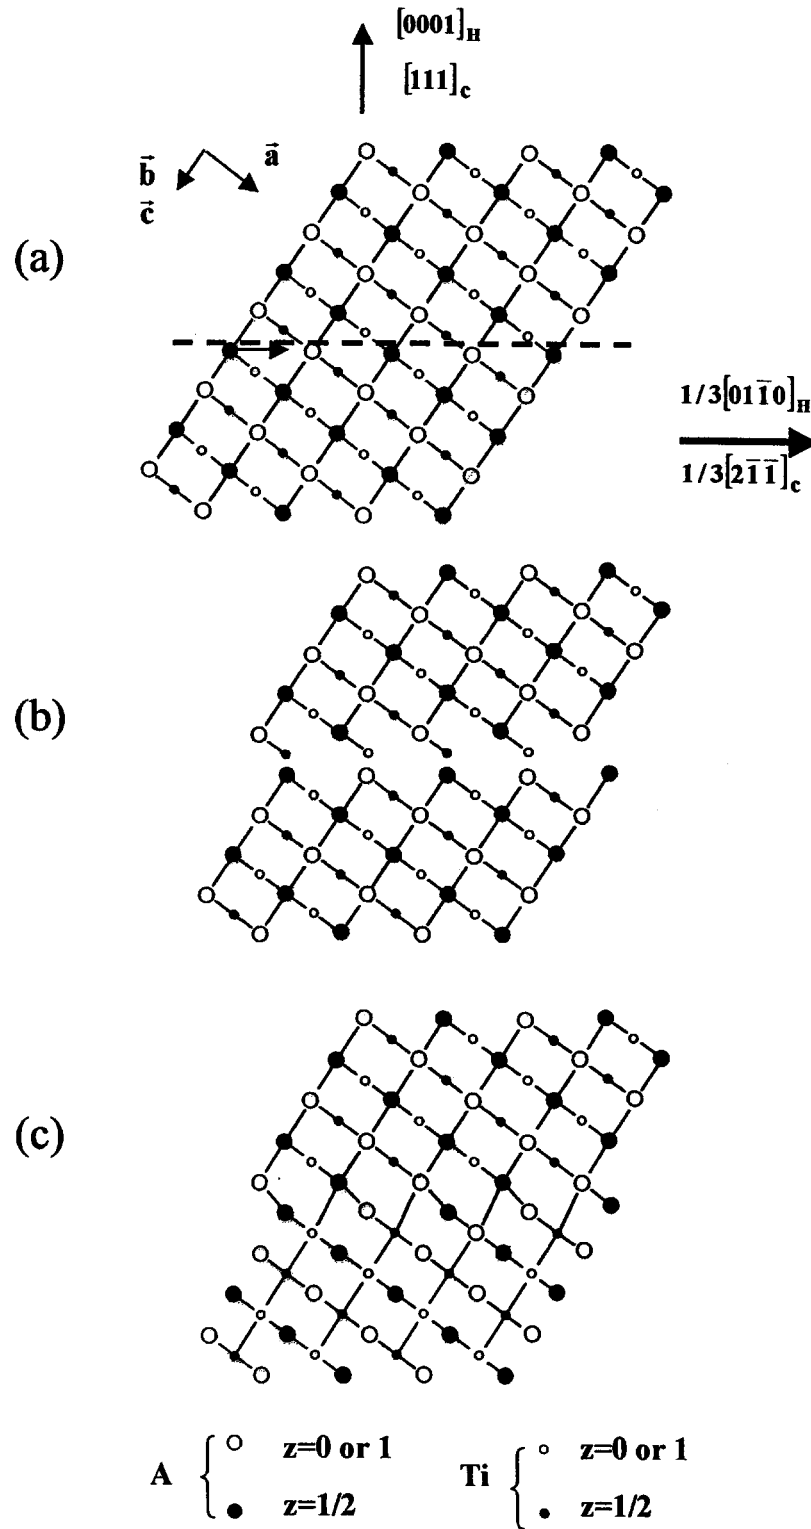 [0001]H
[111]c
b⃗
a⃗
c⃗
(a)
1/3[011̅0]H
1/3[21̅1̅]c
(b)
(c)
A { z=0 or 1
z=1/2
Ti { z=0 or 1
z=1/2